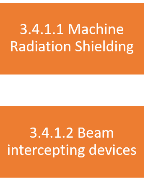 3.4.1.1 Machine
Radiation Shielding
3.4.1.2 Beam
intercepting devices